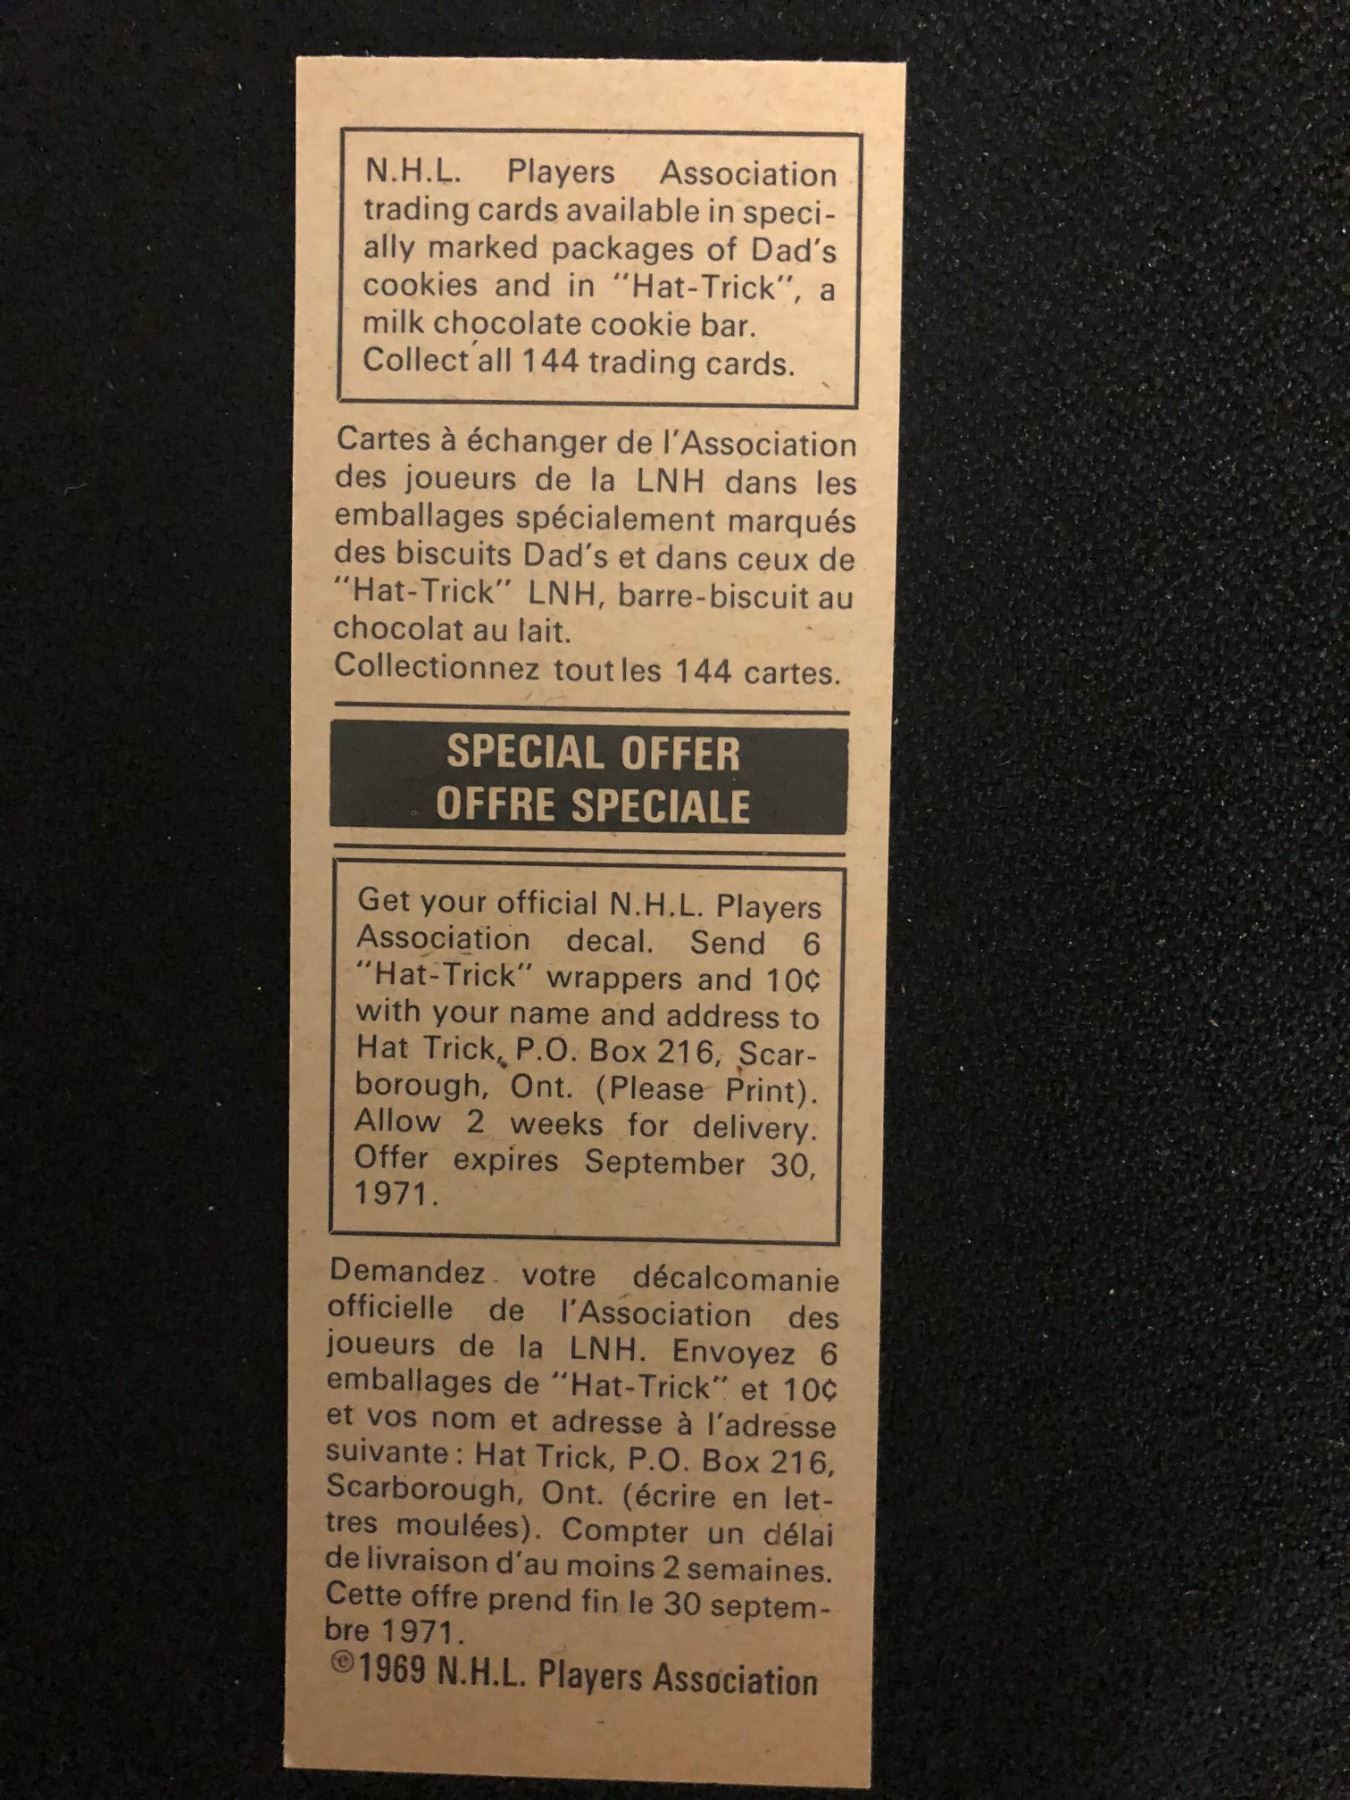 N.H.L. Players Association
trading cards available in speci-
ally marked packages of Dad's
cookies and in "Hat-Trick", a
milk chocolate cookie bar.
Collect all 144 trading cards.
Cartes à échanger de l'Association
des joueurs de la LNH dans les
emballages spécialement marqués
des biscuits Dad's et dans ceux de
"Hat-Trick" LNH, barre-biscuit au
chocolat au lait.
Collectionnez tout les 144 cartes.
SPECIAL OFFER
OFFRE SPECIALE
Get your official N.H.L. Players
Association decal. Send 6
"Hat-Trick" wrappers and 10¢
with your name and address to
Hat Trick, P.O. Box 216, Scar-
borough, Ont. (Please Print).
Allow 2 weeks for delivery.
Offer expires September 30,
1971.
Demandez votre décalcomanie
officielle de l'Association des
joueurs de la LNH. Envoyez 6
emballages de "Hat-Trick" et 10¢
et vos nom et adresse à l'adresse
suivante : Hat Trick, P.O. Box 216,
Scarborough, Ont. (écrire en let-
tres moulées). Compter un délai
de livraison d'au moins 2 semaines.
Cette offre prend fin le 30 septem-
bre 1971.
©1969 N.H.L. Players Association